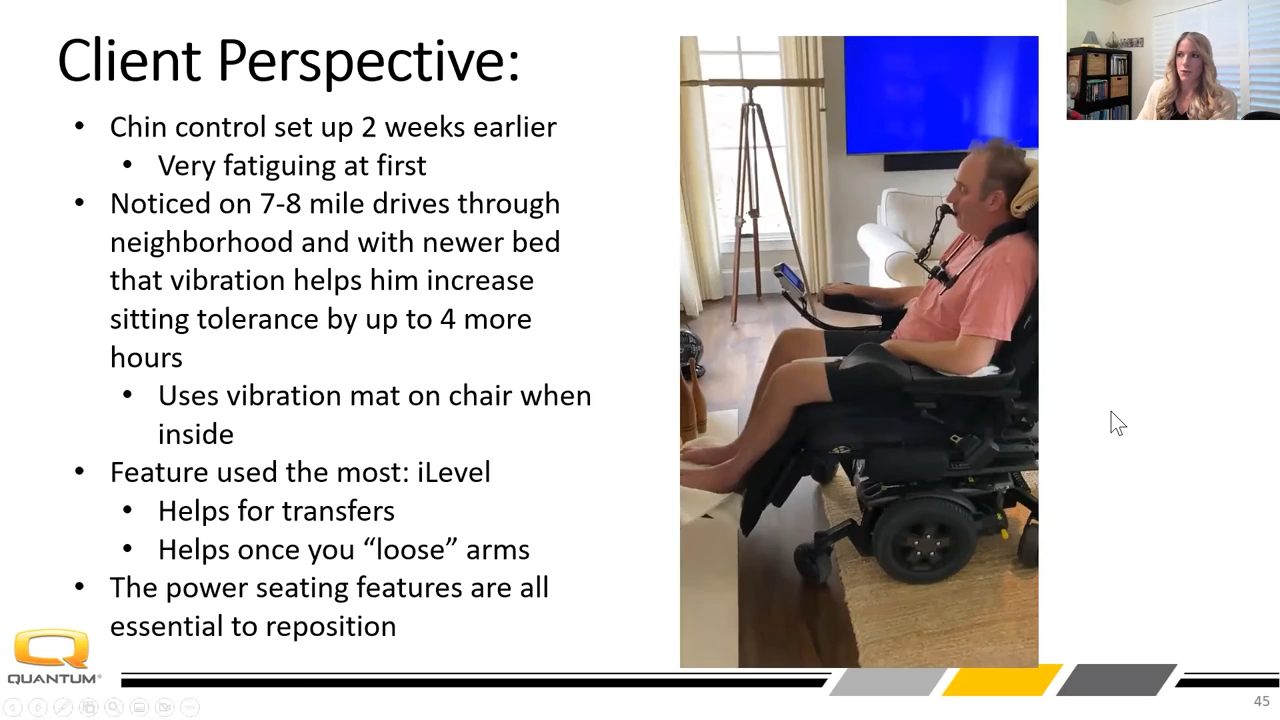 Client Perspective:
• Chin control set up 2 weeks earlier
• Very fatiguing at first
• Noticed on 7-8 mile drives through
neighborhood and with newer bed
that vibration helps him increase
sitting tolerance by up to 4 more
hours
• Uses vibration mat on chair when
inside
• Feature used the most: iLevel
• Helps for transfers
• Helps once you “loose” arms
• The power seating features are all
essential to reposition
QUANTUM®
45